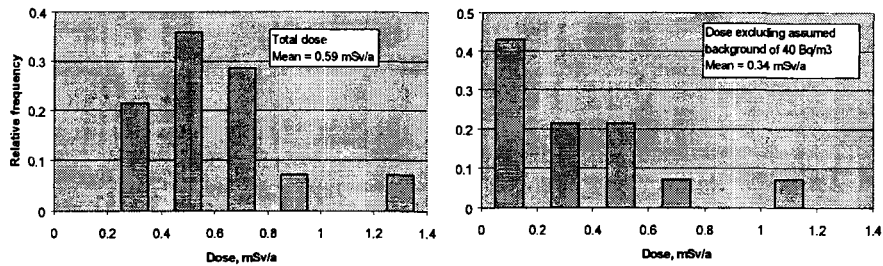 Total dose
Mean = 0.59 mSv/a
Relative frequency
0.4
0.3
0.2
0.1
0
0 0.2 0.4 0.6 0.8 1 1.2 1.4
Dose, mSv/a
Dose excluding assumed
background of 40 Bq/m3
Mean = 0.34 mSv/a
0.5
0.4
0.3
0.2
0.1
0
0 0.2 0.4 0.6 0.8 1 1.2 1.4
Dose, mSv/a